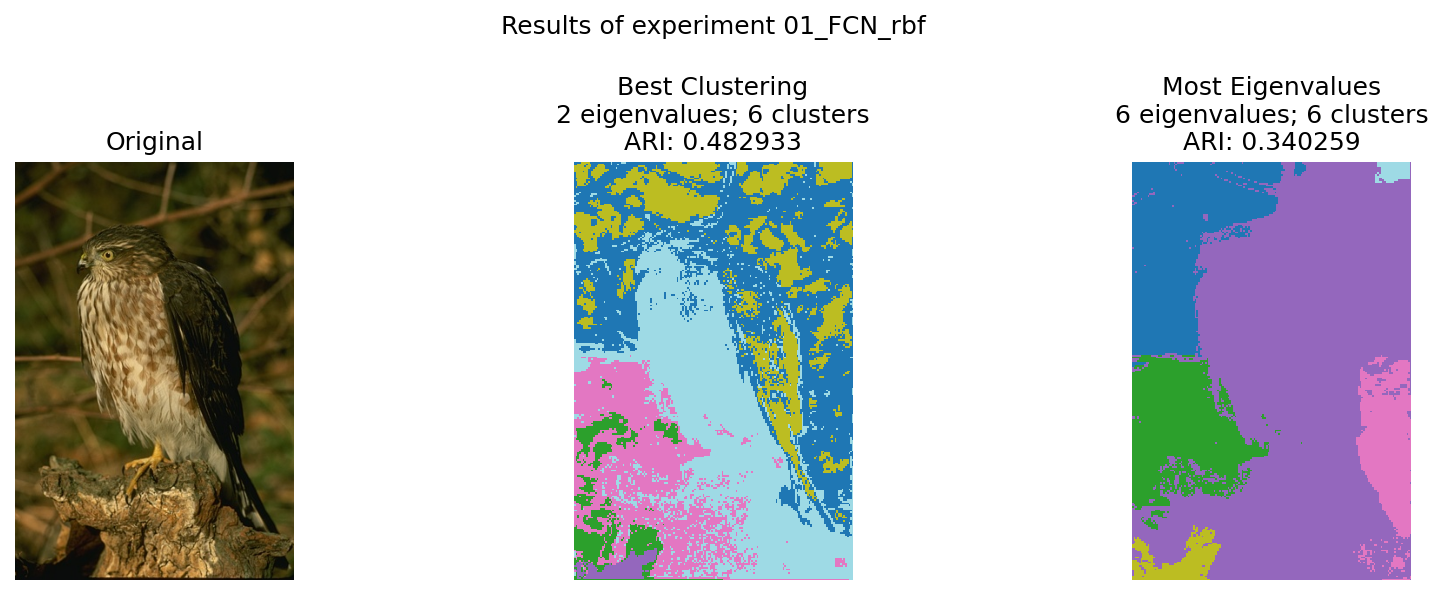 Results of experiment 01_FCN_rbf
Original
Best Clustering
2 eigenvalues; 6 clusters
ARI: 0.482933
Most Eigenvalues
6 eigenvalues; 6 clusters
ARI: 0.340259